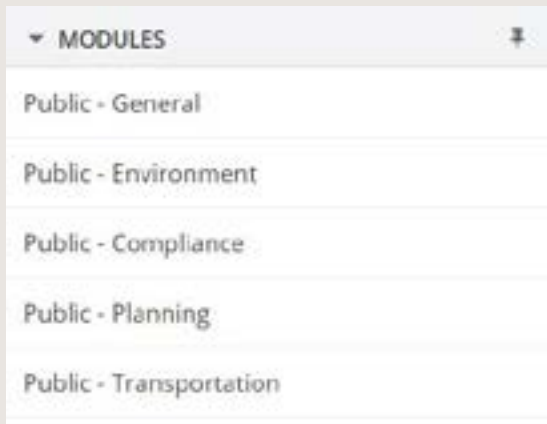 MODULES
Public - General
Public - Environment
Public - Compliance
Public - Planning
Public - Transportation